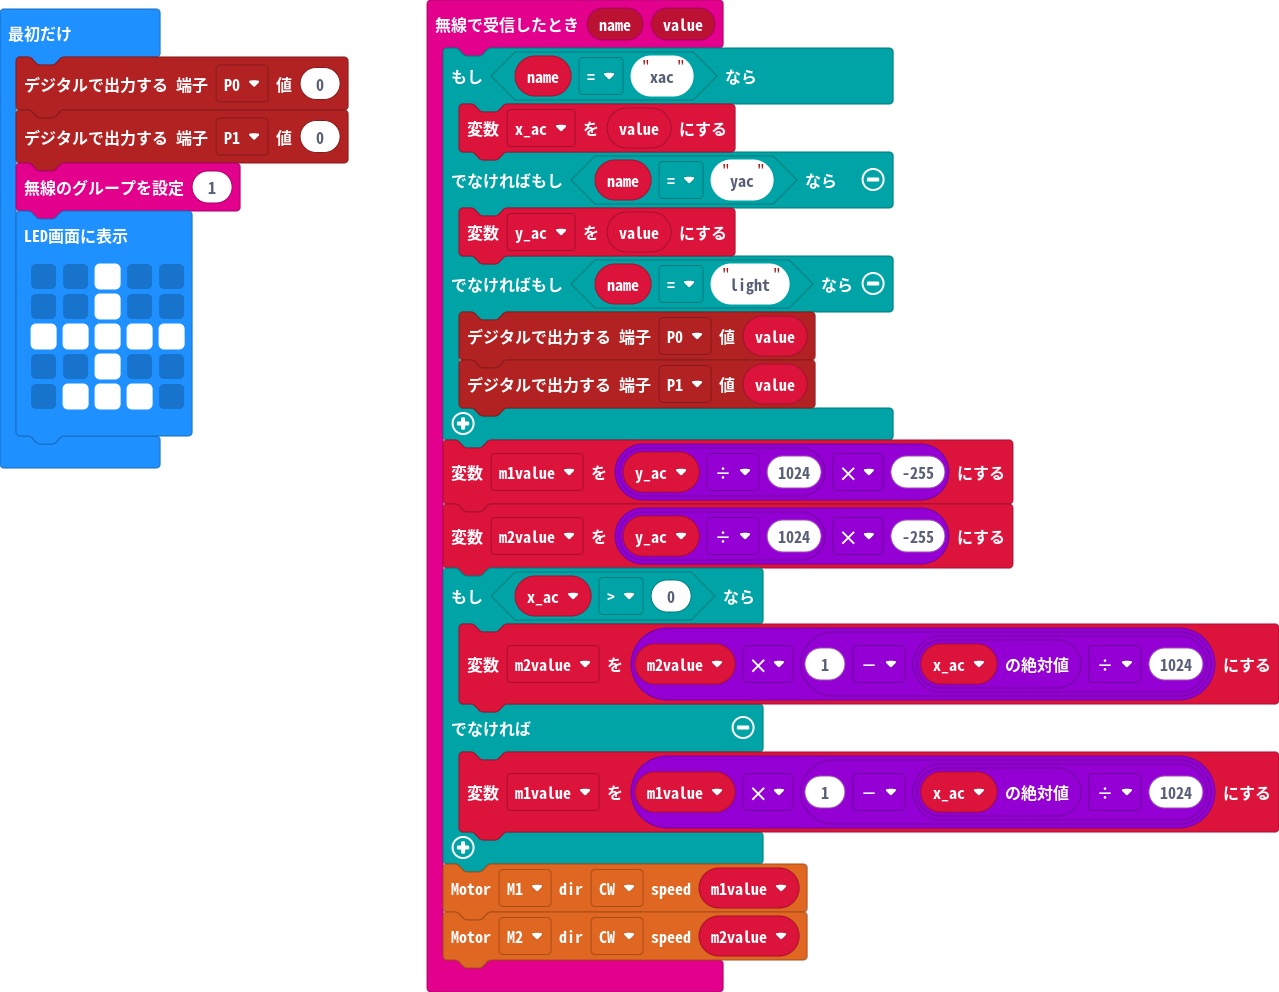 最初だけ
デジタルで出力する 端子 P0 値 0
デジタルで出力する 端子 P1 値 0
無線のグループを設定 1
LED画面に表示
無線で受信したとき name value
もし name = "xac" なら
変数 x_ac を value にする
でなければもし name = "yac" なら
変数 y_ac を value にする
でなければもし name = "light" なら
デジタルで出力する 端子 P0 値 value
デジタルで出力する 端子 P1 値 value
変数 m1value を y_ac ÷ 1024 × -255 にする
変数 m2value を y_ac ÷ 1024 × -255 にする
もし x_ac > 0 なら
変数 m2value を m2value × 1 - x_ac の絶対値 ÷ 1024 にする
でなければ
変数 m1value を m1value × 1 - x_ac の絶対値 ÷ 1024 にする
Motor M1 dir CW speed m1value
Motor M2 dir CW speed m2value